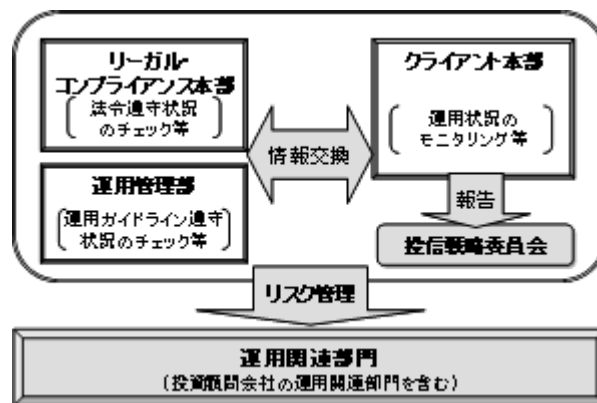 リーガル・
コンプライアンス本部
法令遵守状況
のチェック等
クライアント本部
運用状況の
モニタリング等
情報交換
運用管理部
運用ガイドライン遵守
状況のチェック等
報告
投信戦略委員会
リスク管理
運用関連部門
(投資顧問会社の運用関連部門を含む)